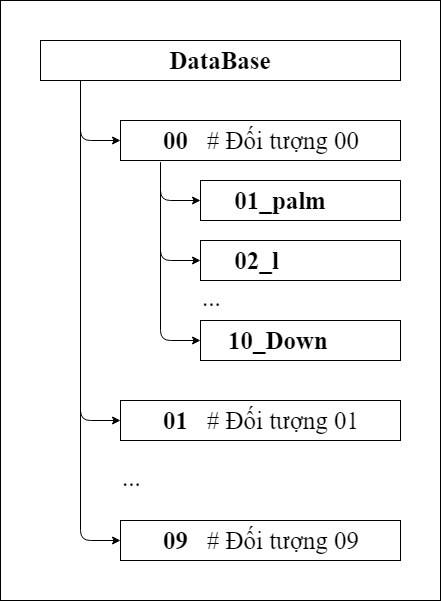 DataBase
00 # Đối tượng 00
01_palm
02_l
...
10_Down
01 # Đối tượng 01
...
09 # Đối tượng 09